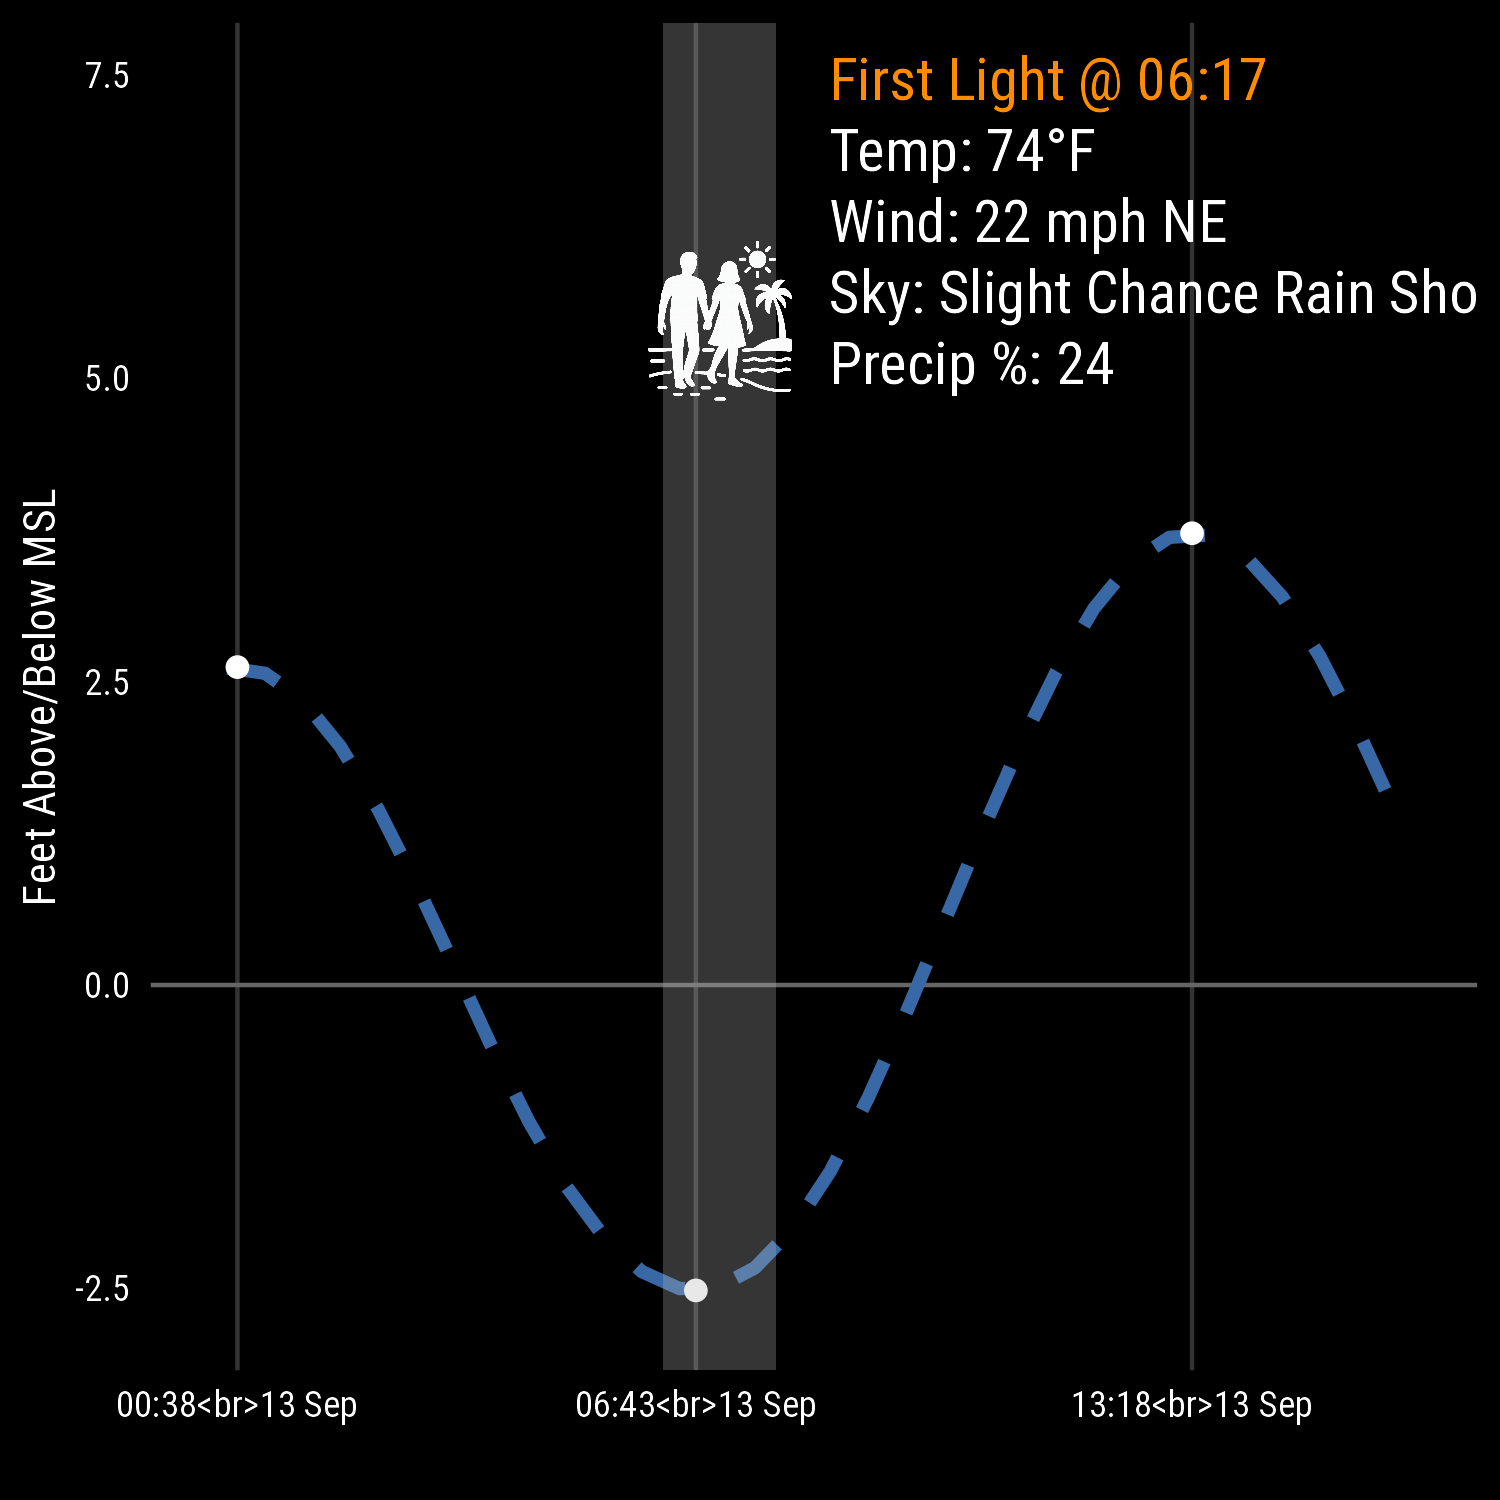 First Light @ 06:17
Temp: 74°F
Wind: 22 mph NE
Sky: Slight Chance Rain Sho
Precip %: 24
7.5
5.0
2.5
0.0
-2.5
Feet Above/Below MSL
00:38<br>13 Sep
06:43<br>13 Sep
13:18<br>13 Sep